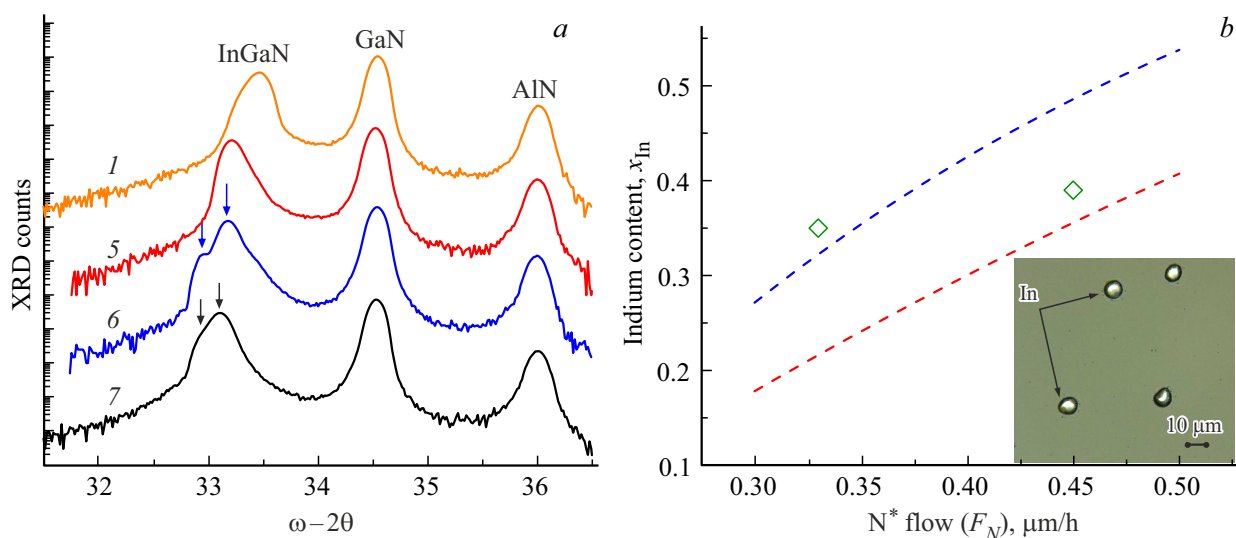 a
InGaN
GaN
AlN
1
5
6
7
XRD counts
32
33
34
35
36
ω – 2θ
b
Indium content, x_In
0.5
0.4
0.3
0.2
0.1
In
10 μm
0.30
0.35
0.40
0.45
0.50
N* flow (F_N), μm/h